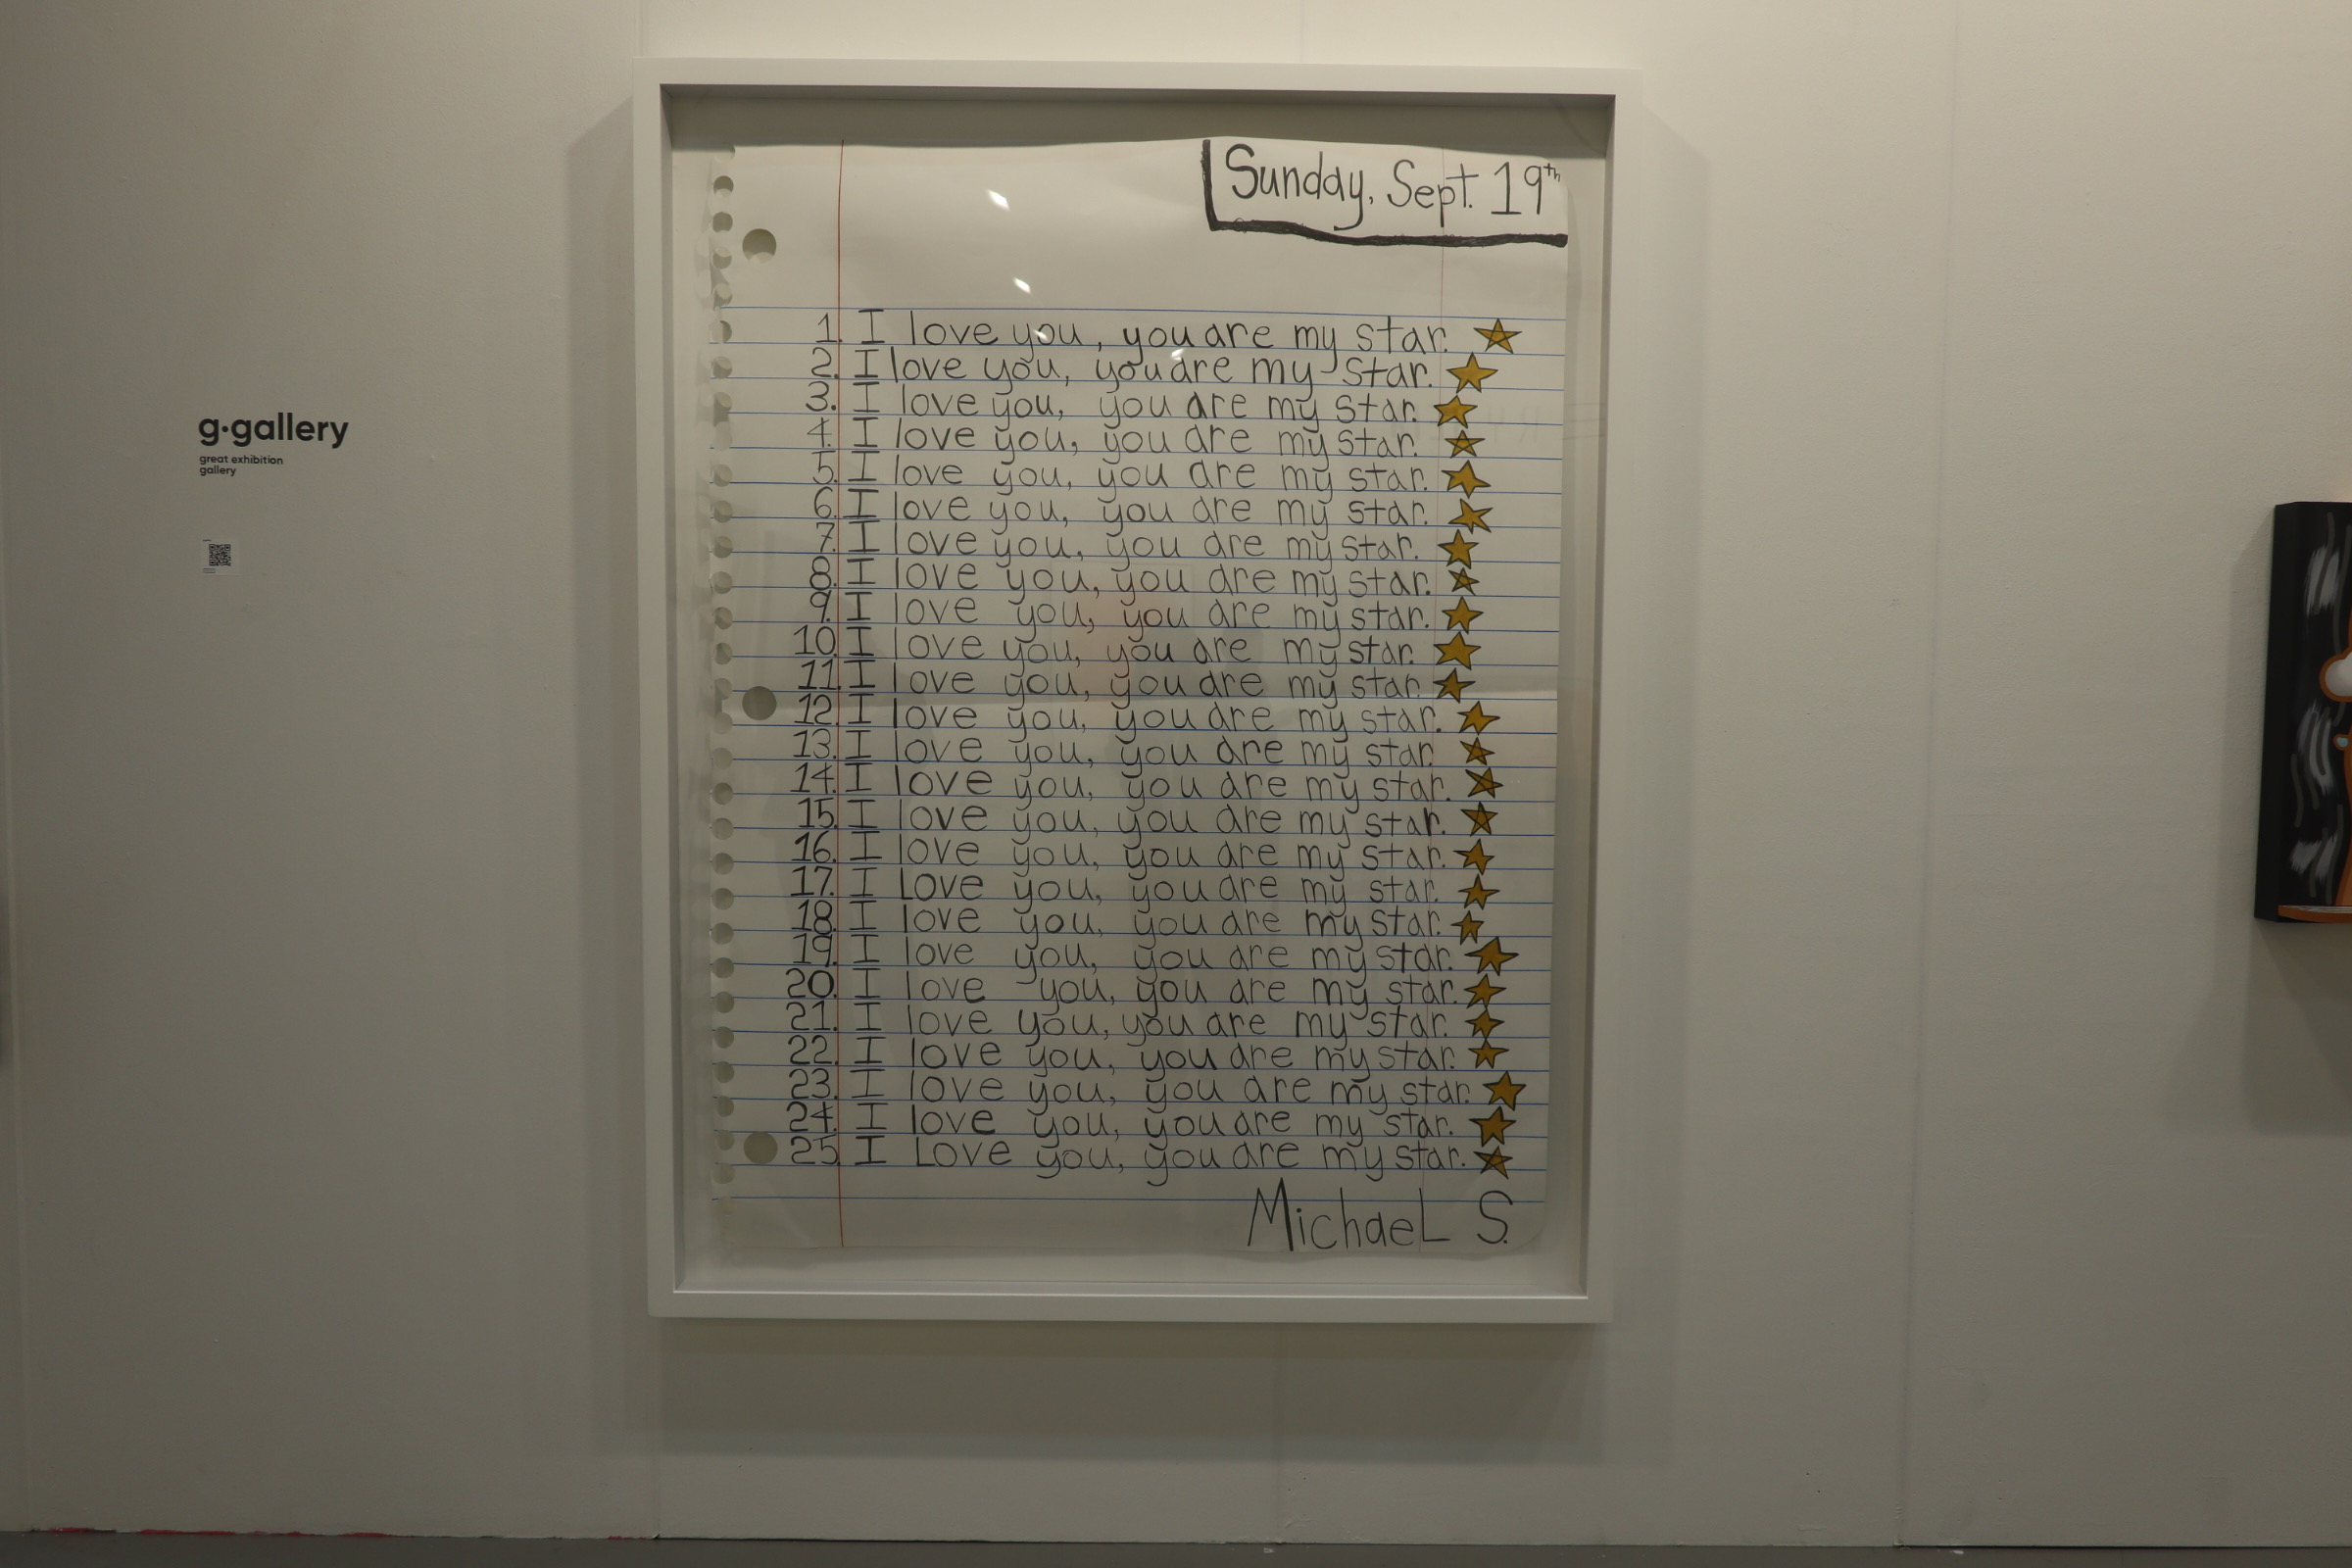 g·gallery
great exhibition
gallery
Sunday, Sept. 19th
1. I love you, you are my star.
2. I love you, you are my star.
3. I love you, you are my star.
4. I love you, you are my star.
5. I love you, you are my star.
6. I love you, you are my star.
7. I love you, you are my star.
8. I love you, you are my star.
9. I love you, you are my star.
10. I love you, you are my star.
11. I love you, you are my star.
12. I love you, you are my star.
13. I love you, you are my star.
14. I love you, you are my star.
15. I love you, you are my star.
16. I love you, you are my star.
17. I Love you, you are my star.
18. I love you, you are my star.
19. I love you, you are my star.
20. I love you, you are my star.
21. I love you, you are my star.
22. I love you, you are my star.
23. I love you, you are my star.
24. I love you, you are my star.
25. I Love you, you are my star.
MichaeL S.